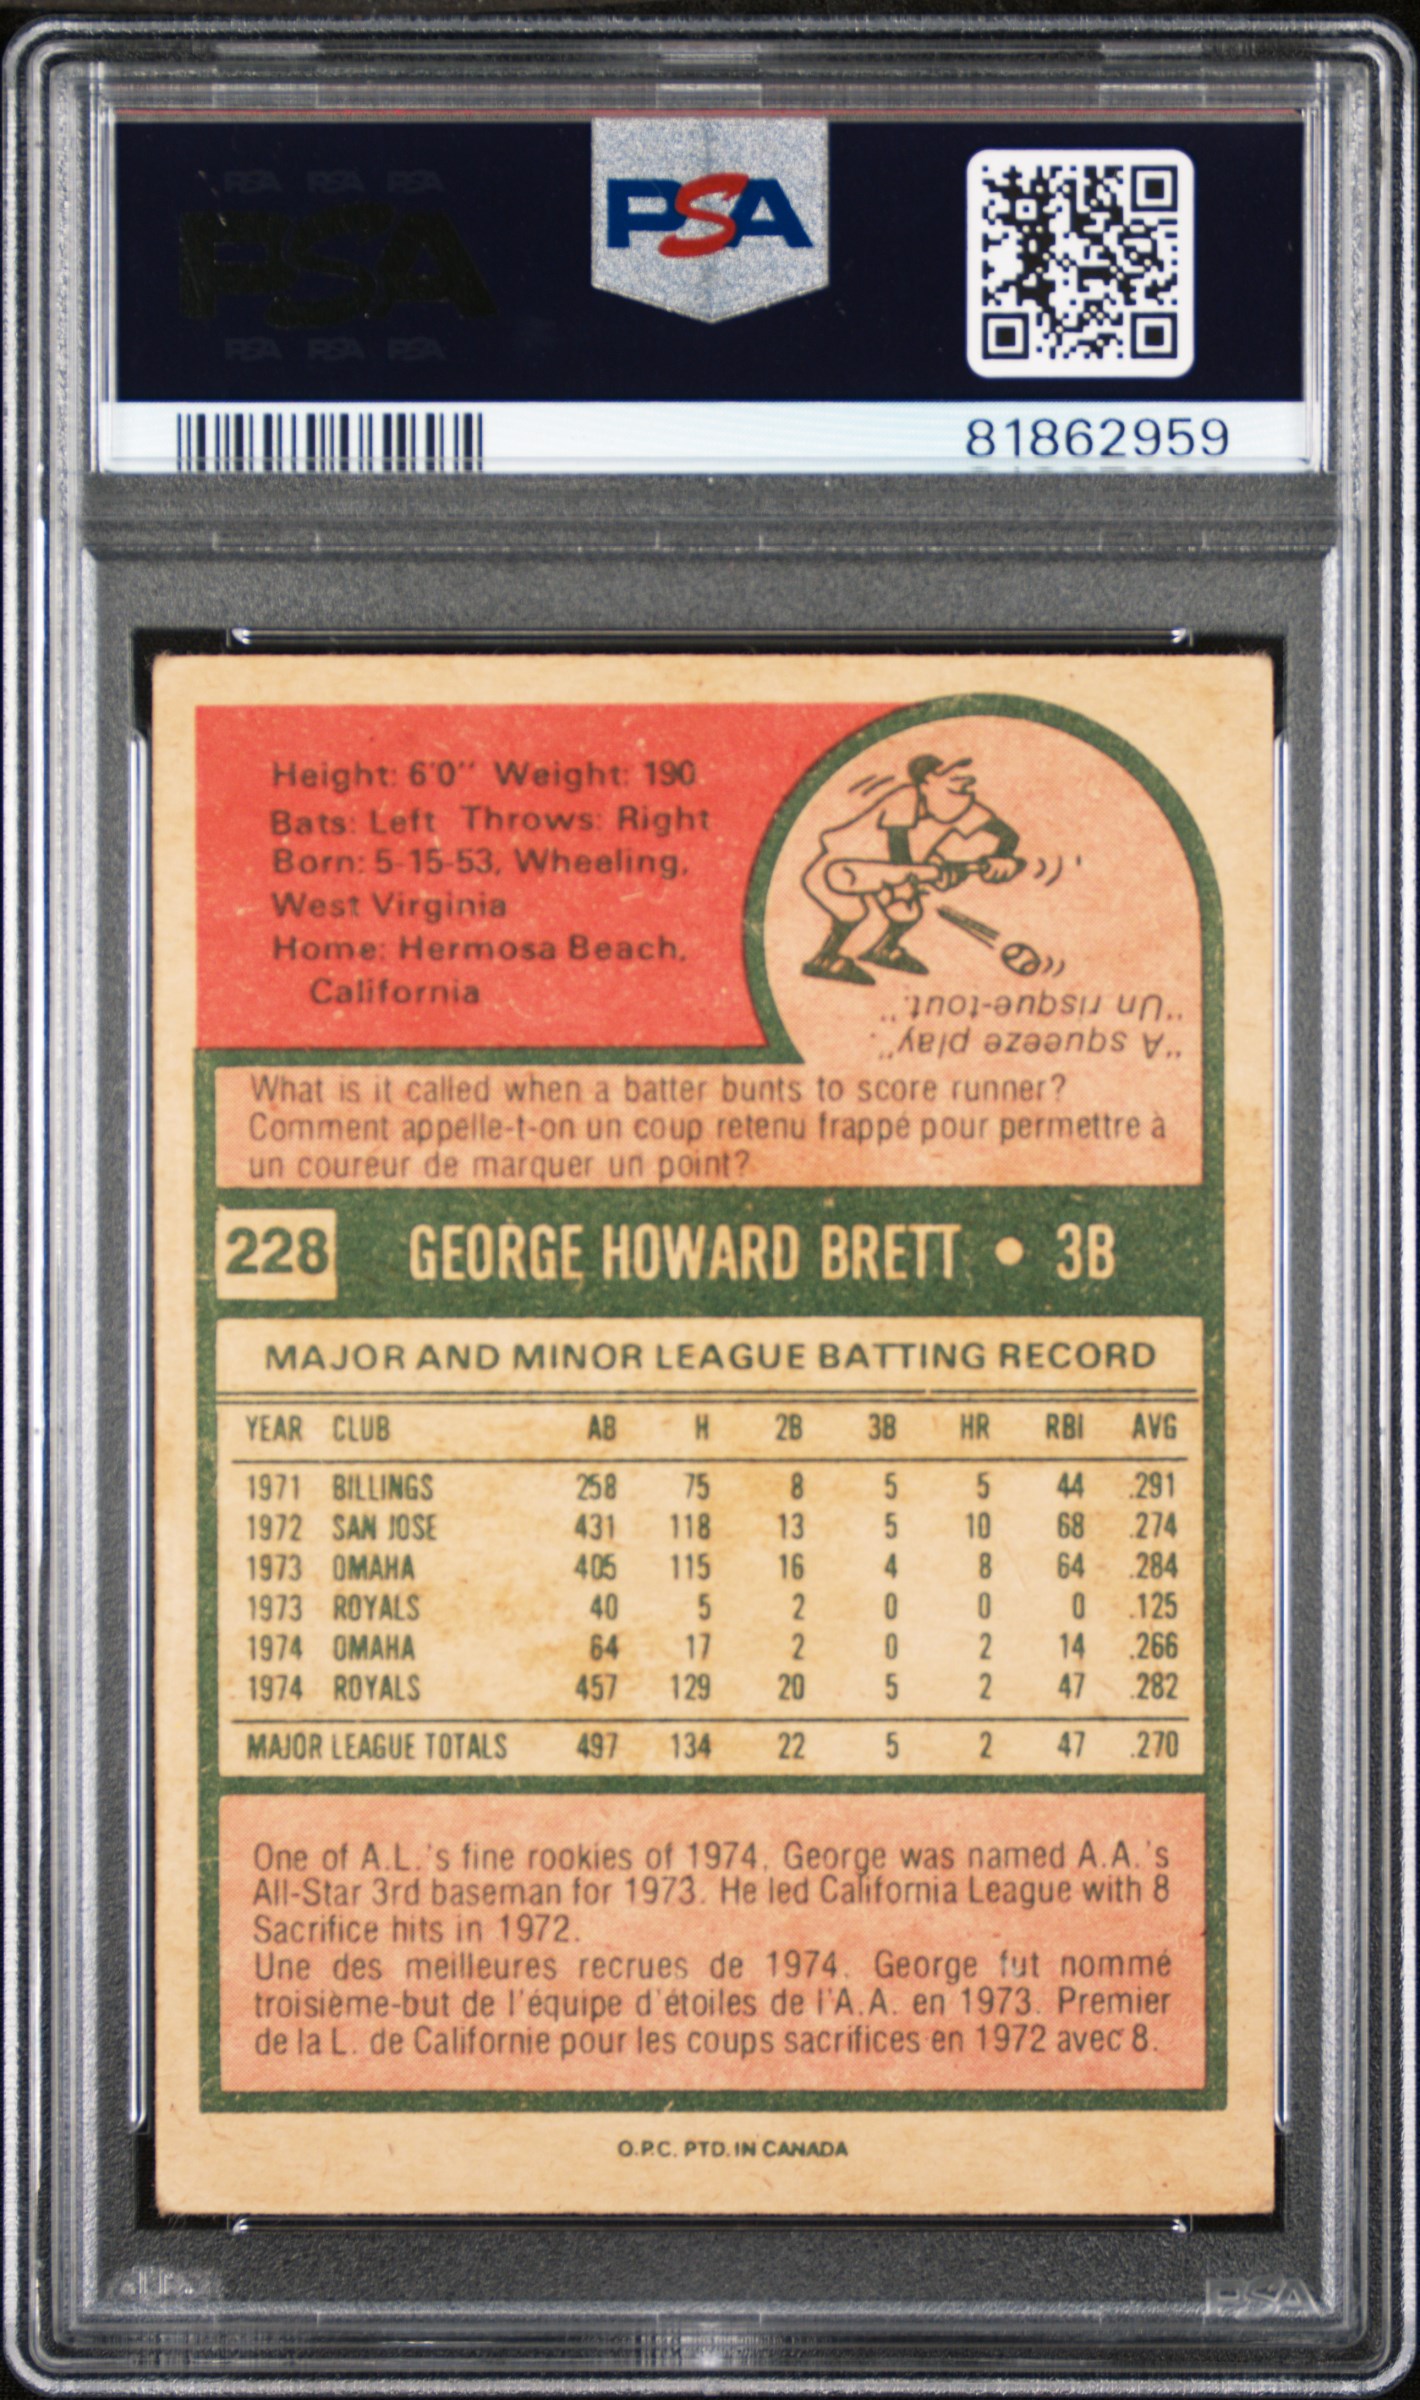 PSA PSA PSA
PSA
PSA PSA PSA
PSA
81862959
Height: 6'0" Weight: 190
Bats: Left Throws: Right
Born: 5-15-53, Wheeling,
West Virginia
Home: Hermosa Beach,
California
"A squeeze play".
"Un risque-tout."
What is it called when a batter bunts to score runner?
Comment appelle-t-on un coup retenu frappé pour permettre à
un coureur de marquer un point?
228 GEORGE HOWARD BRETT • 3B
MAJOR AND MINOR LEAGUE BATTING RECORD
YEAR CLUB AB H 2B 3B HR RBI AVG
1971 BILLINGS 258 75 8 5 5 44 .291
1972 SAN JOSE 431 118 13 5 10 68 .274
1973 OMAHA 405 115 16 4 8 64 .284
1973 ROYALS 40 5 2 0 0 0 .125
1974 OMAHA 64 17 2 0 2 14 .266
1974 ROYALS 457 129 20 5 2 47 .282
MAJOR LEAGUE TOTALS 497 134 22 5 2 47 .270
One of A.L.'s fine rookies of 1974, George was named A.A.'s
All-Star 3rd baseman for 1973. He led California League with 8
Sacrifice hits in 1972.
Une des meilleures recrues de 1974. George fut nommé
troisième-but de l'équipe d'étoiles de l'A.A. en 1973. Premier
de la L. de Californie pour les coups sacrifices en 1972 avec 8.
O.P.C. PTD. IN CANADA
PSA